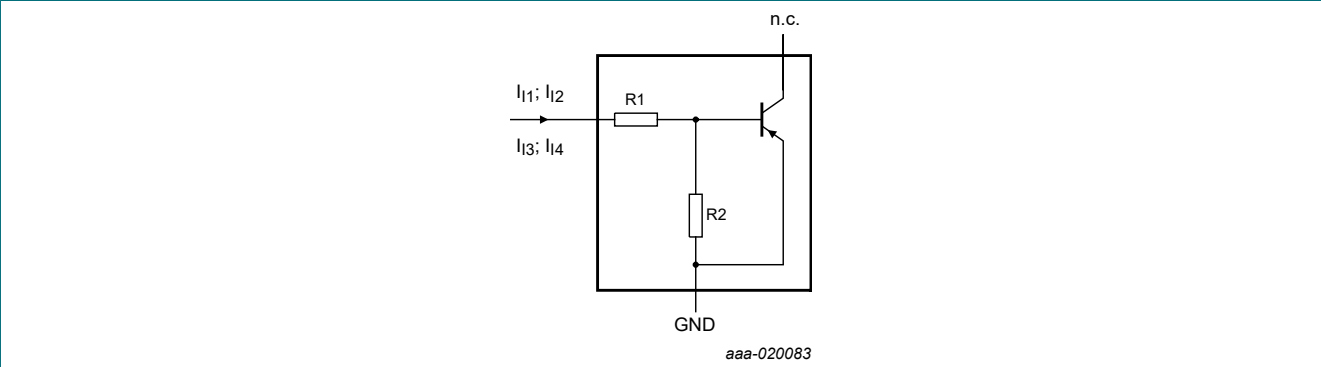 n.c.
I_I1; I_I2
R1
I_I3; I_I4
R2
GND
aaa-020083